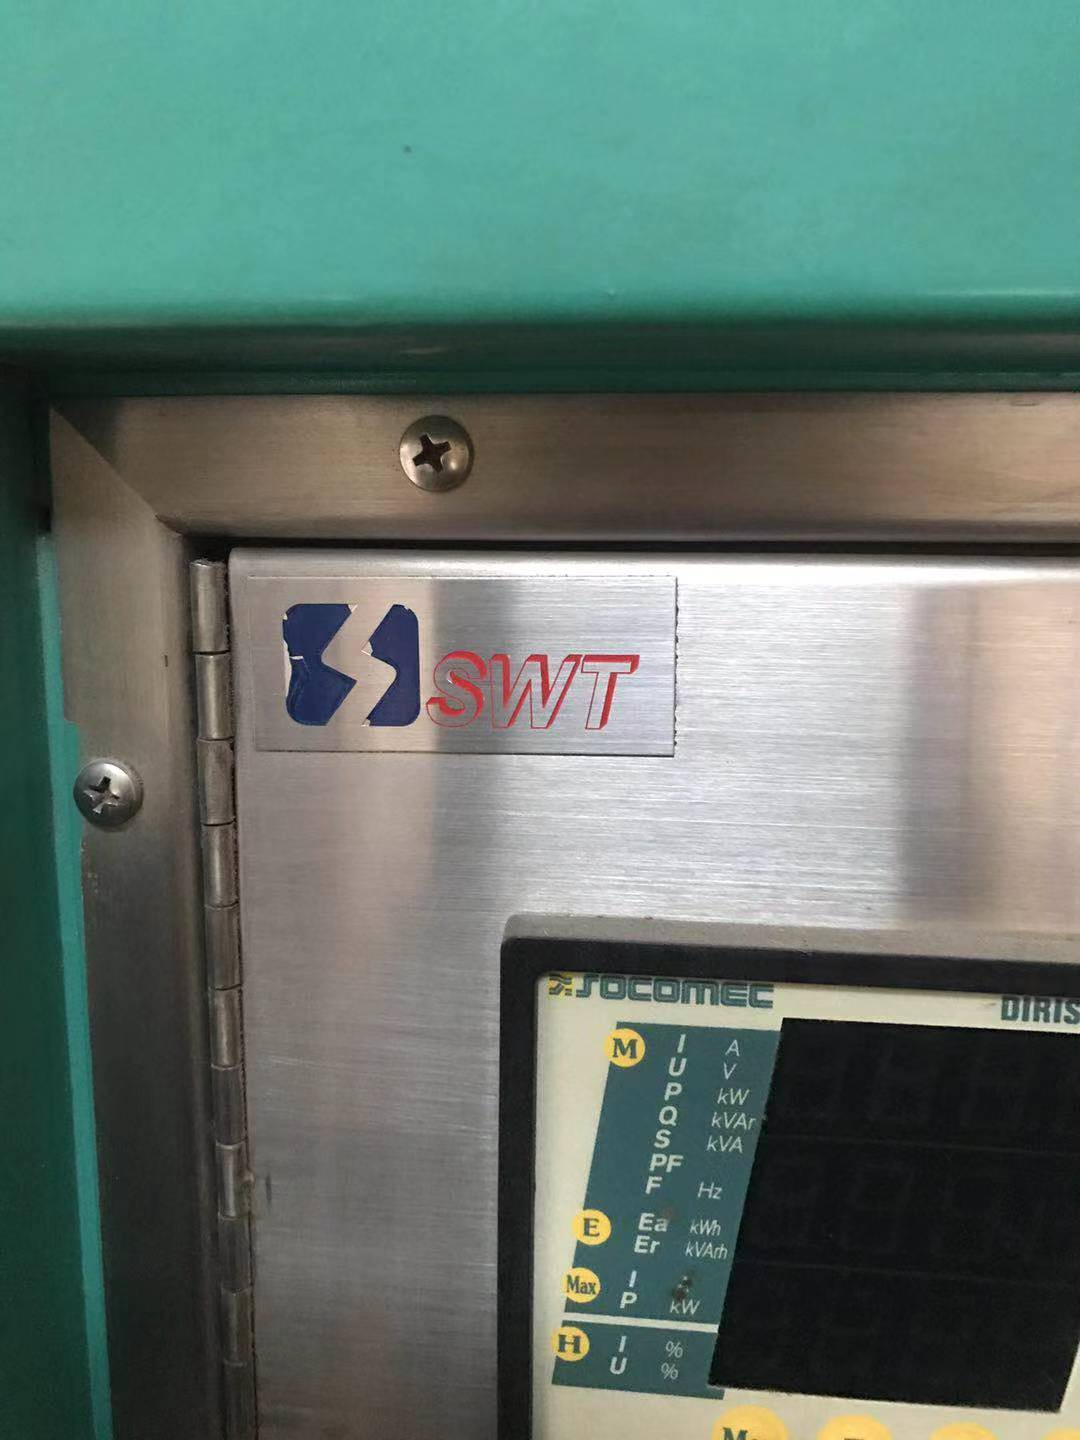 SWT
SOCOMEC
DIRIS
M I A
U V
P kW
Q kVAr
S kVA
PF
F Hz
E Ea kWh
Er kVArh
Max I
P kW
H I %
U %